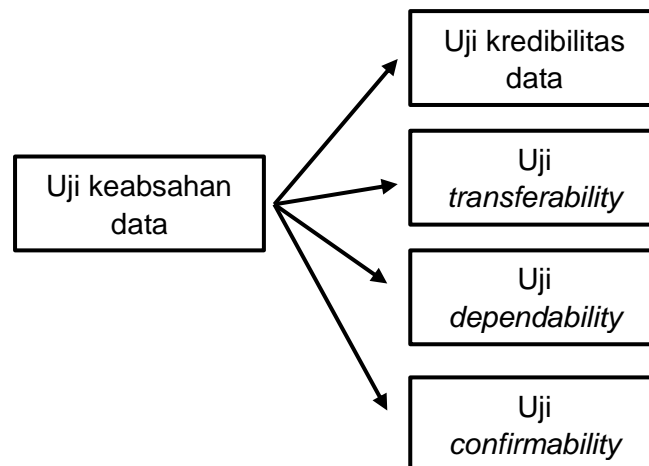 Uji keabsahan
data
Uji kredibilitas
data
Uji
transferability
Uji
dependability
Uji
confirmability